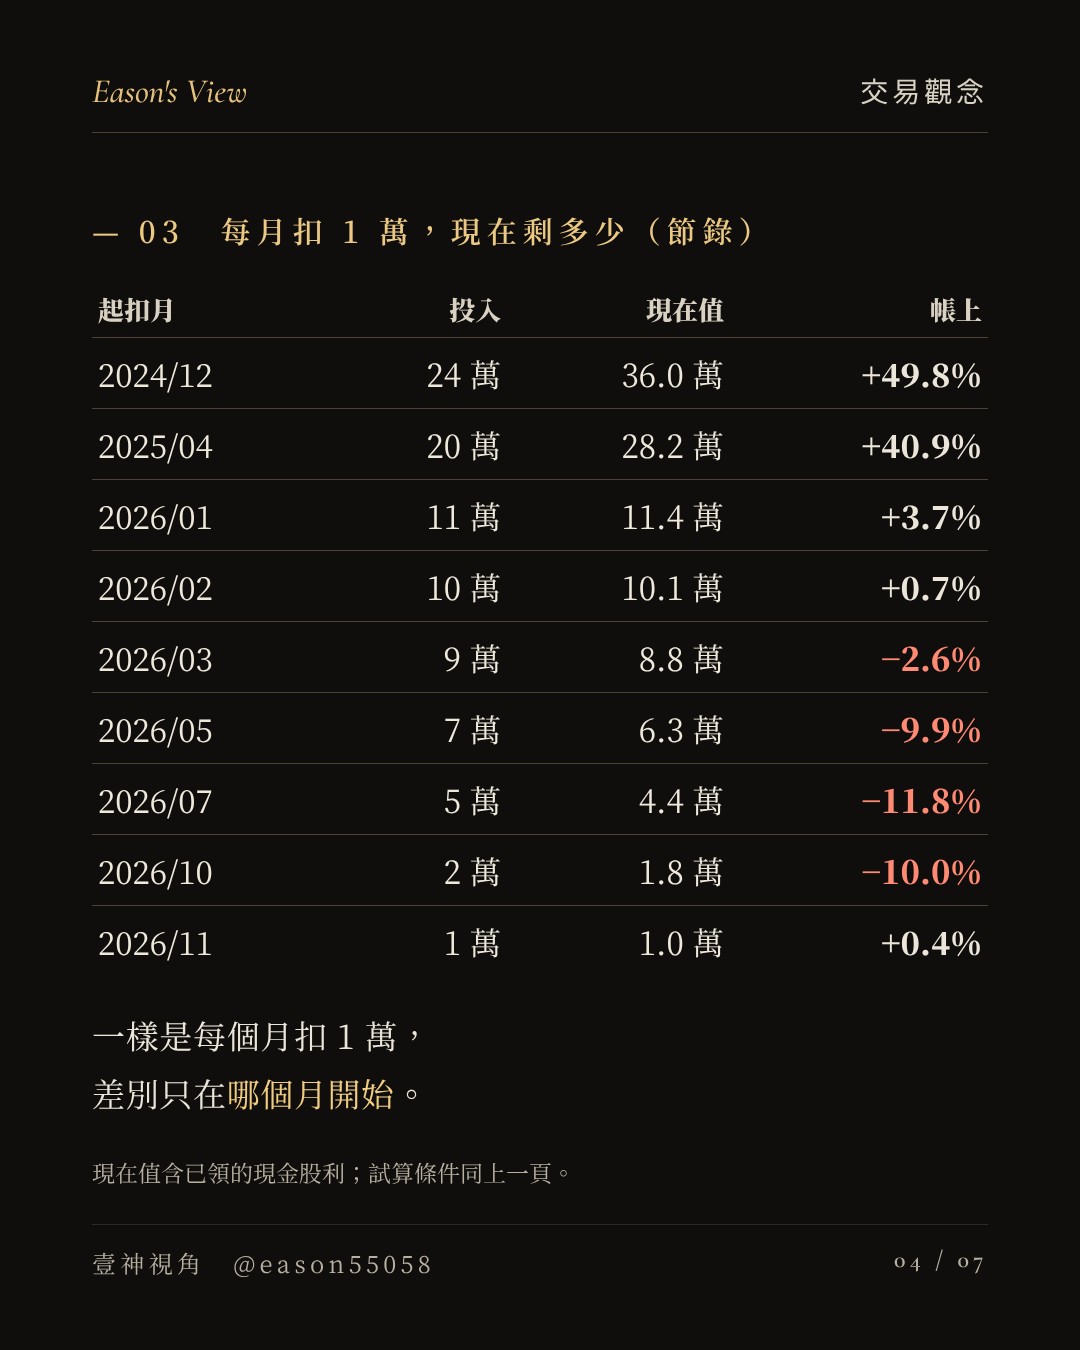 Eason's View 交易觀念
— 03 每月扣 1 萬，現在剩多少（節錄）
起扣月 投入 現在值 帳上
2024/12 24 萬 36.0 萬 +49.8%
2025/04 20 萬 28.2 萬 +40.9%
2026/01 11 萬 11.4 萬 +3.7%
2026/02 10 萬 10.1 萬 +0.7%
2026/03 9 萬 8.8 萬 −2.6%
2026/05 7 萬 6.3 萬 −9.9%
2026/07 5 萬 4.4 萬 −11.8%
2026/10 2 萬 1.8 萬 −10.0%
2026/11 1 萬 1.0 萬 +0.4%
一樣是每個月扣 1 萬，
差別只在哪個月開始。
現在值含已領的現金股利；試算條件同上一頁。
壹神視角 @eason55058 04 / 07